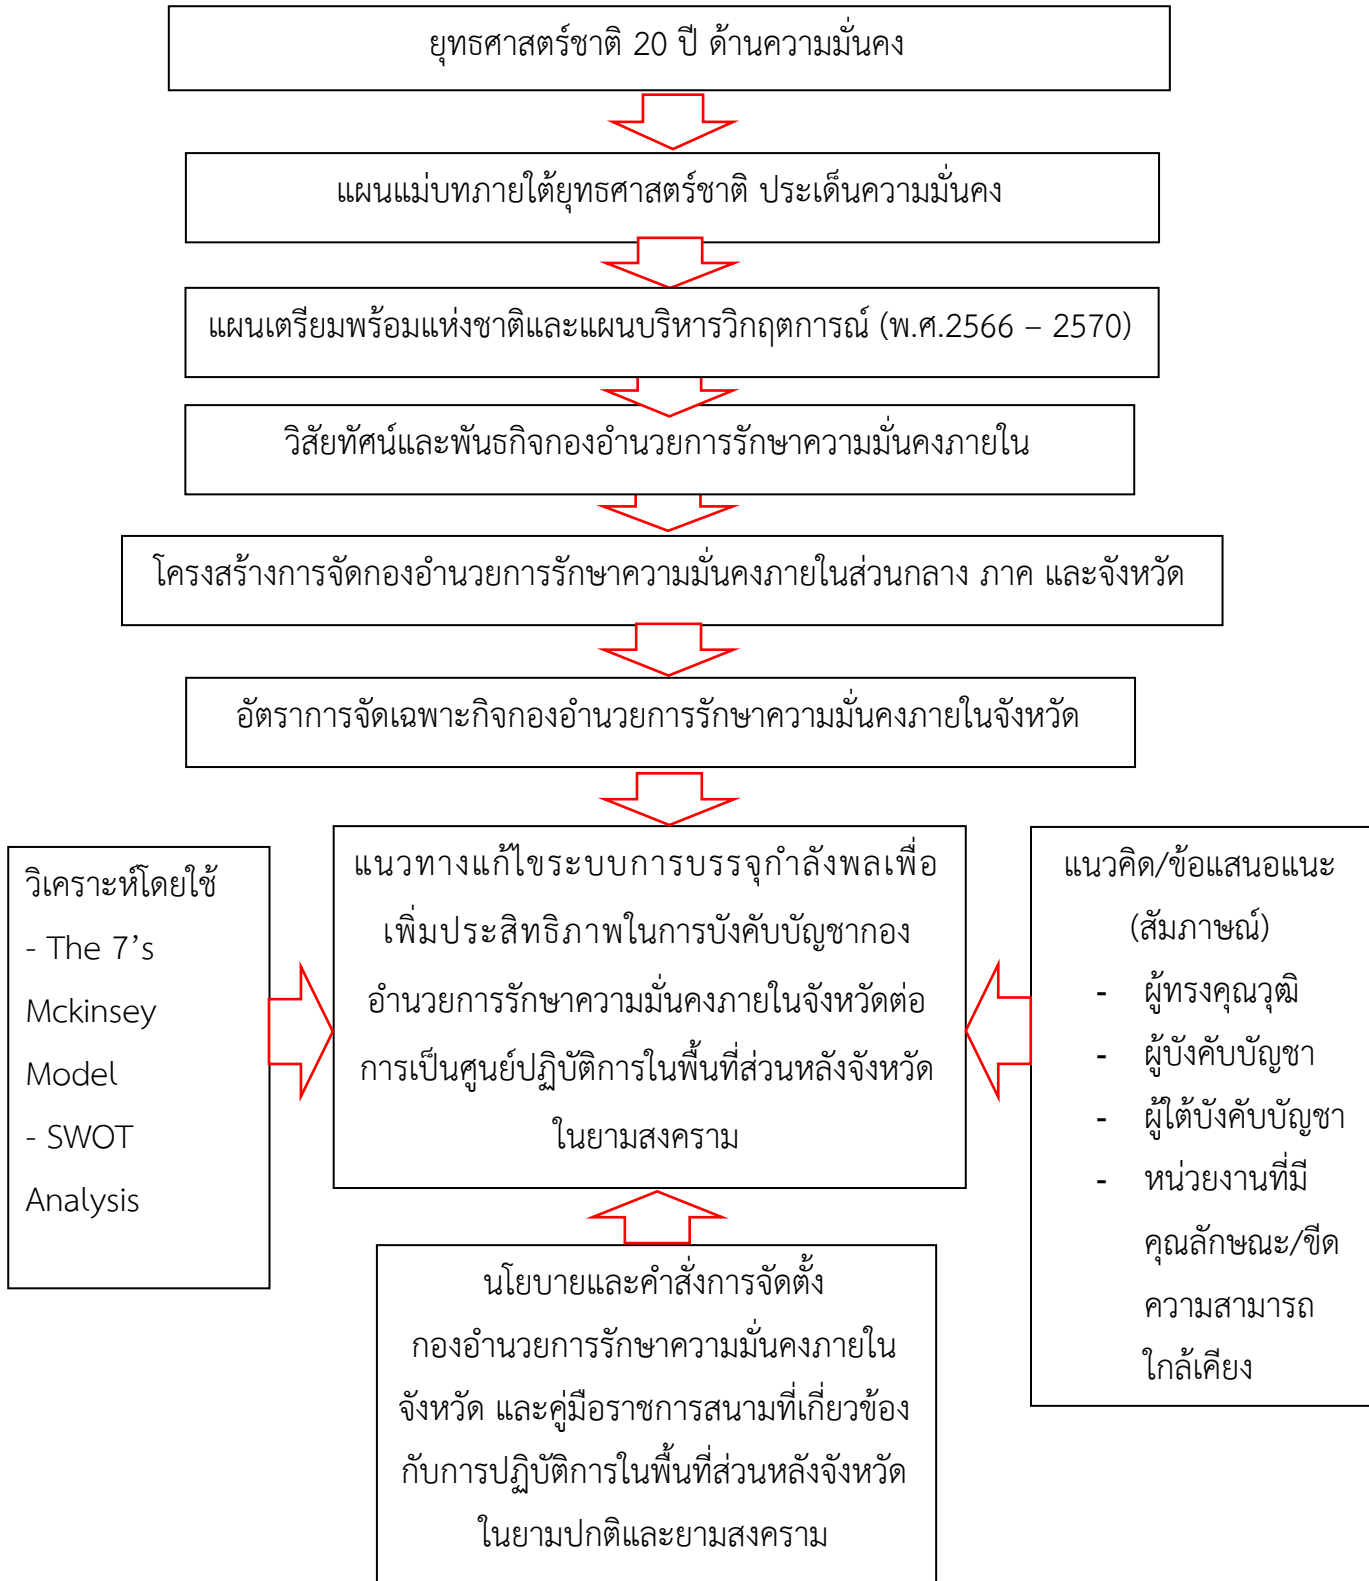 ยุทธศาสตร์ชาติ 20 ปี ด้านความมั่นคง
แผนแม่บทภายใต้ยุทธศาสตร์ชาติ ประเด็นความมั่นคง
แผนเตรียมพร้อมแห่งชาติและแผนบริหารวิกฤตการณ์ (พ.ศ.2566 – 2570)
วิสัยทัศน์และพันธกิจกองอำนวยการรักษาความมั่นคงภายใน
โครงสร้างการจัดกองอำนวยการรักษาความมั่นคงภายในส่วนกลาง ภาค และจังหวัด
อัตราการจัดเฉพาะกิจกองอำนวยการรักษาความมั่นคงภายในจังหวัด
วิเคราะห์โดยใช้
- The 7’s
Mckinsey
Model
- SWOT
Analysis
แนวทางแก้ไขระบบการบรรจุกำลังพลเพื่อ
เพิ่มประสิทธิภาพในการบังคับบัญชากอง
อำนวยการรักษาความมั่นคงภายในจังหวัดต่อ
การเป็นศูนย์ปฏิบัติการในพื้นที่ส่วนหลังจังหวัด
ในยามสงคราม
แนวคิด/ข้อแสนอแนะ
(สัมภาษณ์)
- ผู้ทรงคุณวุฒิ
- ผู้บังคับบัญชา
- ผู้ใต้บังคับบัญชา
- หน่วยงานที่มี
คุณลักษณะ/ขีด
ความสามารถ
ใกล้เคียง
นโยบายและคำสั่งการจัดตั้ง
กองอำนวยการรักษาความมั่นคงภายใน
จังหวัด และคู่มือราชการสนามที่เกี่ยวข้อง
กับการปฏิบัติการในพื้นที่ส่วนหลังจังหวัด
ในยามปกติและยามสงคราม